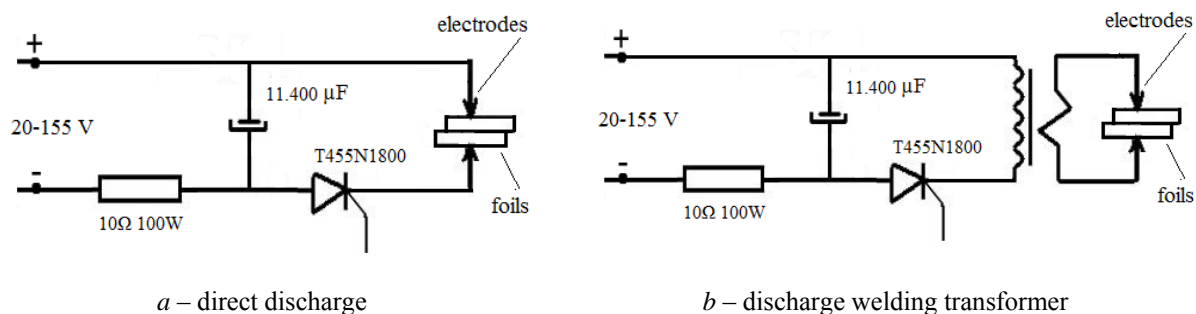 electrodes
+
11.400 µF
20-155 V
T455N1800
-
foils
10Ω 100W
a – direct discharge
electrodes
+
11.400 µF
20-155 V
T455N1800
-
foils
10Ω 100W
b – discharge welding transformer